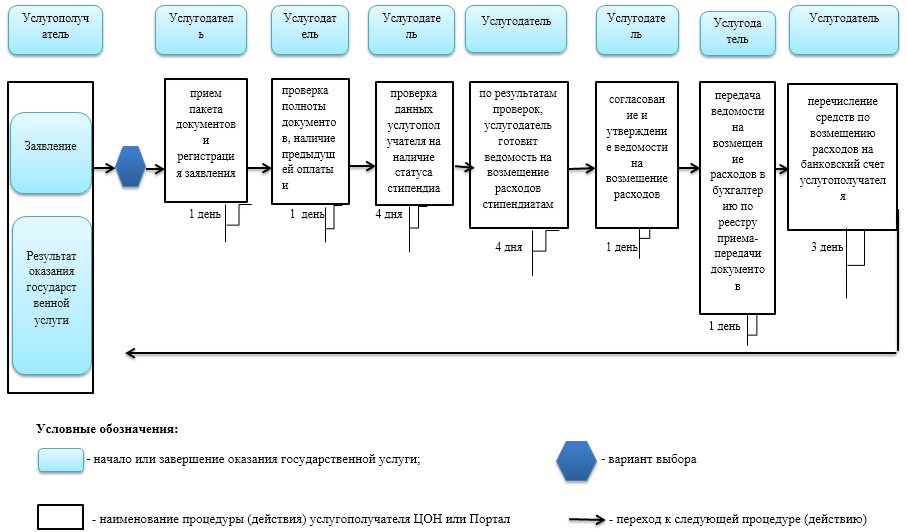 Услугополуч
атель
Услугодател
ь
Услугодат
ель
Услугода
тель
Услугодатель
Услугода
тель
Услугода
тель
Услугодатель
Заявление
Результат
оказания
государст
венной
услуги
прием
пакета
документов
и
регистраци
я заявления
1 день
проверка
полноты
документо
в, наличие
предыдущ
ей оплаты
и
1 день
проверка
данных
услугопол
учателя на
наличие
статуса
стипендиа
4 дня
по результатам
проверок,
услугодатель
готовит
ведомость на
возмещение
расходов
стипендиатам
4 дня
согласован
ие и
утвержден
ие ведомости
на
возмещение
расходов
1 день
передача
ведомости
на
возмещен
ие
расходов в
бухгалтер
ию по
реестру
приема-
передачи
документо
в
1 день
перечисление
средств по
возмещению
расходов на
банковский счет
услугополучател
я
3 день
Условные обозначения:
- начало или завершение оказания государственной услуги;
- вариант выбора
- наименование процедуры (действия) услугополучателя ЦОН или Портал
- переход к следующей процедуре (действию)